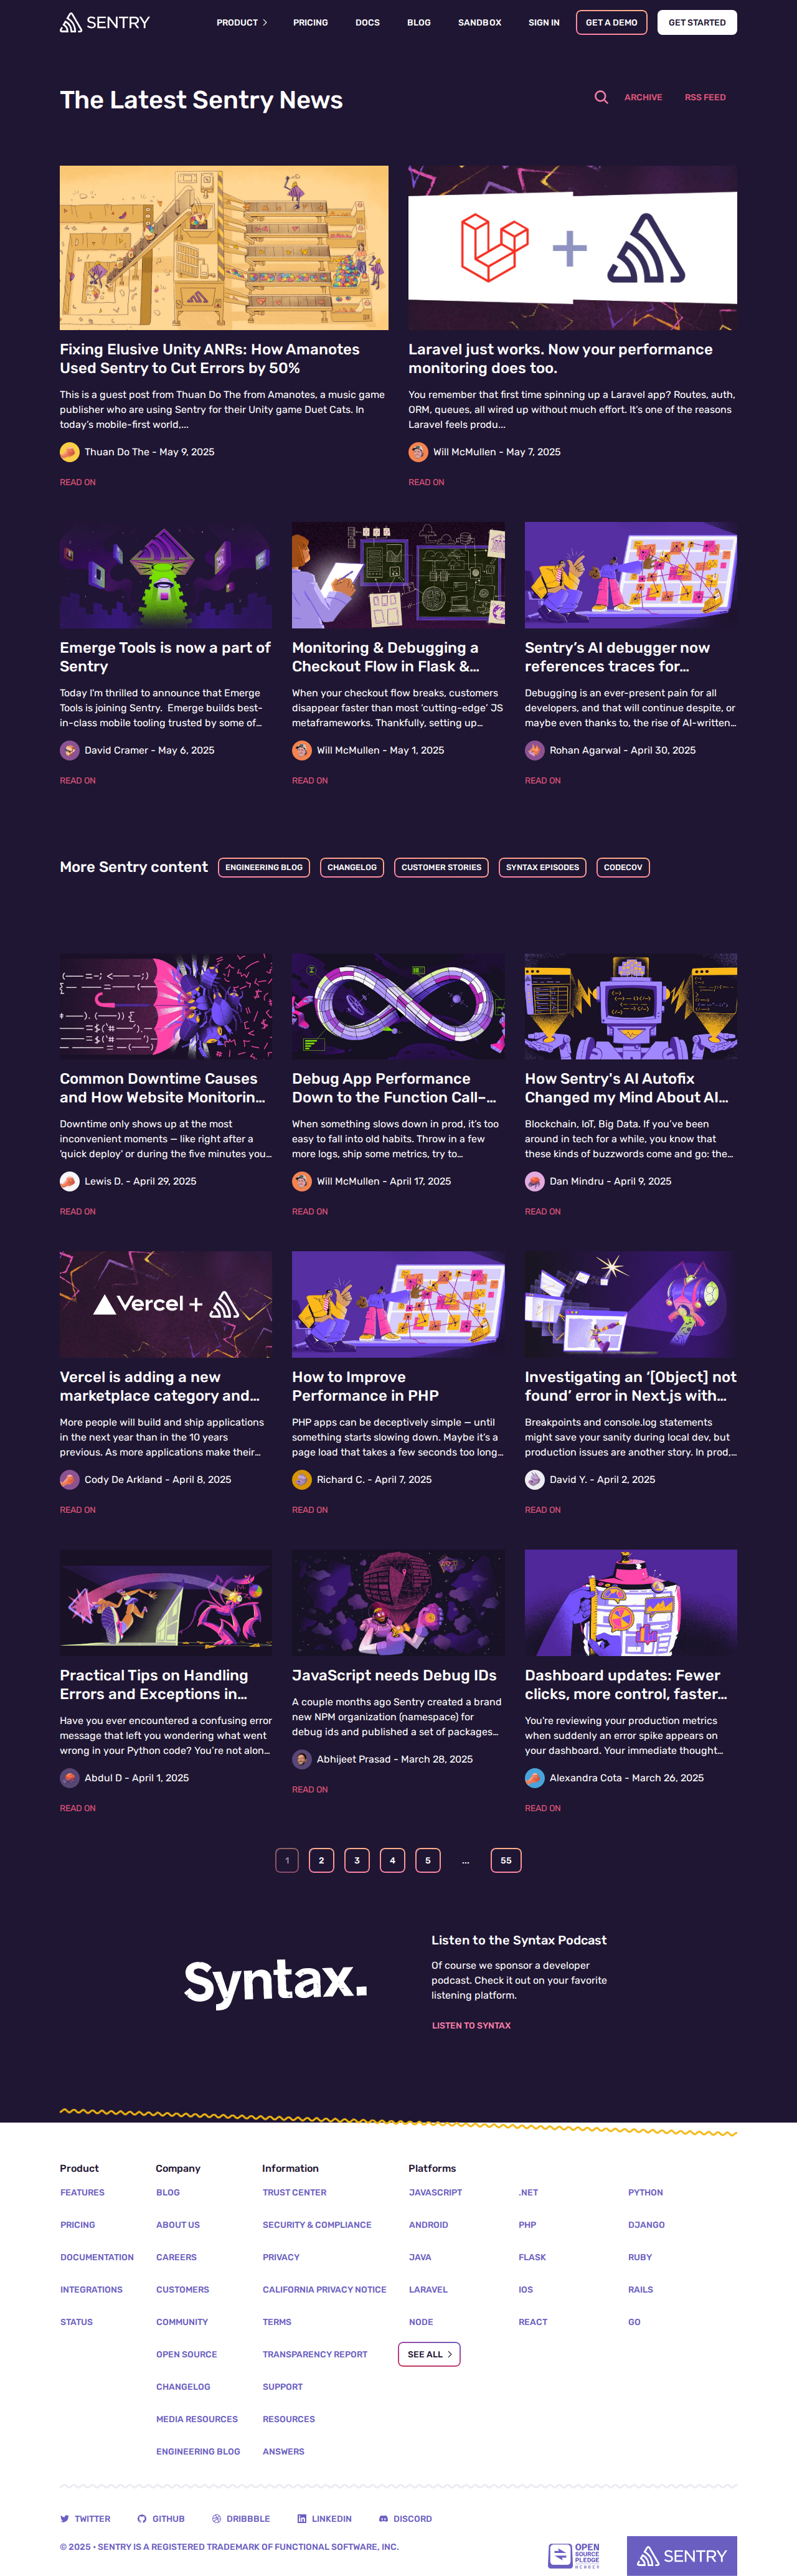 SENTRY
PRODUCT
PRICING
DOCS
BLOG
SANDBOX
SIGN IN
GET A DEMO
GET STARTED
The Latest Sentry News
ARCHIVE
RSS FEED
+
Fixing Elusive Unity ANRs: How Amanotes
Used Sentry to Cut Errors by 50%
This is a guest post from Thuan Do The from Amanotes, a music game
publisher who are using Sentry for their Unity game Duet Cats. In
today's mobile-first world,...
Thuan Do The - May 9, 2025
READ ON
Laravel just works. Now your performance
monitoring does too.
You remember that first time spinning up a Laravel app? Routes, auth,
ORM, queues, all wired up without much effort. It's one of the reasons
Laravel feels produ...
Will McMullen - May 7, 2025
READ ON
Emerge Tools is now a part of
Sentry
Today I'm thrilled to announce that Emerge
Tools is joining Sentry.  Emerge builds best-
in-class mobile tooling trusted by some of...
David Cramer - May 6, 2025
READ ON
Monitoring & Debugging a
Checkout Flow in Flask &...
When your checkout flow breaks, customers
disappear faster than most 'cutting-edge' JS
metaframeworks. Thankfully, setting up...
Will McMullen - May 1, 2025
READ ON
Sentry's AI debugger now
references traces for...
Debugging is an ever-present pain for all
developers, and that will continue despite, or
maybe even thanks to, the rise of AI-written...
Rohan Agarwal - April 30, 2025
READ ON
More Sentry content
ENGINEERING BLOG
CHANGELOG
CUSTOMER STORIES
SYNTAX EPISODES
CODECOV
Common Downtime Causes
and How Website Monitorin...
Downtime only shows up at the most
inconvenient moments — like right after a
'quick deploy' or during the five minutes you...
Lewis D. - April 29, 2025
READ ON
Debug App Performance
Down to the Function Call–...
When something slows down in prod, it's too
easy to fall into old habits. Throw in a few
more logs, ship some metrics, try to...
Will McMullen - April 17, 2025
READ ON
How Sentry's AI Autofix
Changed my Mind About AI...
Blockchain, IoT, Big Data. If you've been
around in tech for a while, you know that
these kinds of buzzwords come and go: the...
Dan Mindru - April 9, 2025
READ ON
Vercel +
Vercel is adding a new
marketplace category and...
More people will build and ship applications
in the next year than in the 10 years
previous. As more applications make their...
Cody De Arkland - April 8, 2025
READ ON
How to Improve
Performance in PHP
PHP apps can be deceptively simple — until
something starts slowing down. Maybe it's a
page load that takes a few seconds too long...
Richard C. - April 7, 2025
READ ON
Investigating an '[Object] not
found' error in Next.js with...
Breakpoints and console.log statements
might save your sanity during local dev, but
production issues are another story. In prod,...
David Y. - April 2, 2025
READ ON
Practical Tips on Handling
Errors and Exceptions in...
Have you ever encountered a confusing error
message that left you wondering what went
wrong in your Python code? You're not alon...
Abdul D - April 1, 2025
READ ON
JavaScript needs Debug IDs
A couple months ago Sentry created a brand
new NPM organization (namespace) for
debug ids and published a set of packages...
Abhijeet Prasad - March 28, 2025
READ ON
Dashboard updates: Fewer
clicks, more control, faster...
You're reviewing your production metrics
when suddenly an error spike appears on
your dashboard. Your immediate thought...
Alexandra Cota - March 26, 2025
READ ON
1
2
3
4
5
...
55
Syntax.
Listen to the Syntax Podcast
Of course we sponsor a developer
podcast. Check it out on your favorite
listening platform.
LISTEN TO SYNTAX
Product
FEATURES
PRICING
DOCUMENTATION
INTEGRATIONS
STATUS
Company
BLOG
ABOUT US
CAREERS
CUSTOMERS
COMMUNITY
OPEN SOURCE
CHANGELOG
MEDIA RESOURCES
ENGINEERING BLOG
Information
TRUST CENTER
SECURITY & COMPLIANCE
PRIVACY
CALIFORNIA PRIVACY NOTICE
TERMS
TRANSPARENCY REPORT
SUPPORT
RESOURCES
ANSWERS
Platforms
JAVASCRIPT
ANDROID
JAVA
LARAVEL
NODE
SEE ALL
.NET
PHP
FLASK
IOS
REACT
PYTHON
DJANGO
RUBY
RAILS
GO
TWITTER
GITHUB
DRIBBBLE
LINKEDIN
DISCORD
© 2025 • SENTRY IS A REGISTERED TRADEMARK OF FUNCTIONAL SOFTWARE, INC.
OPEN
SOURCE
PLEDGE
MEMBER
SENTRY